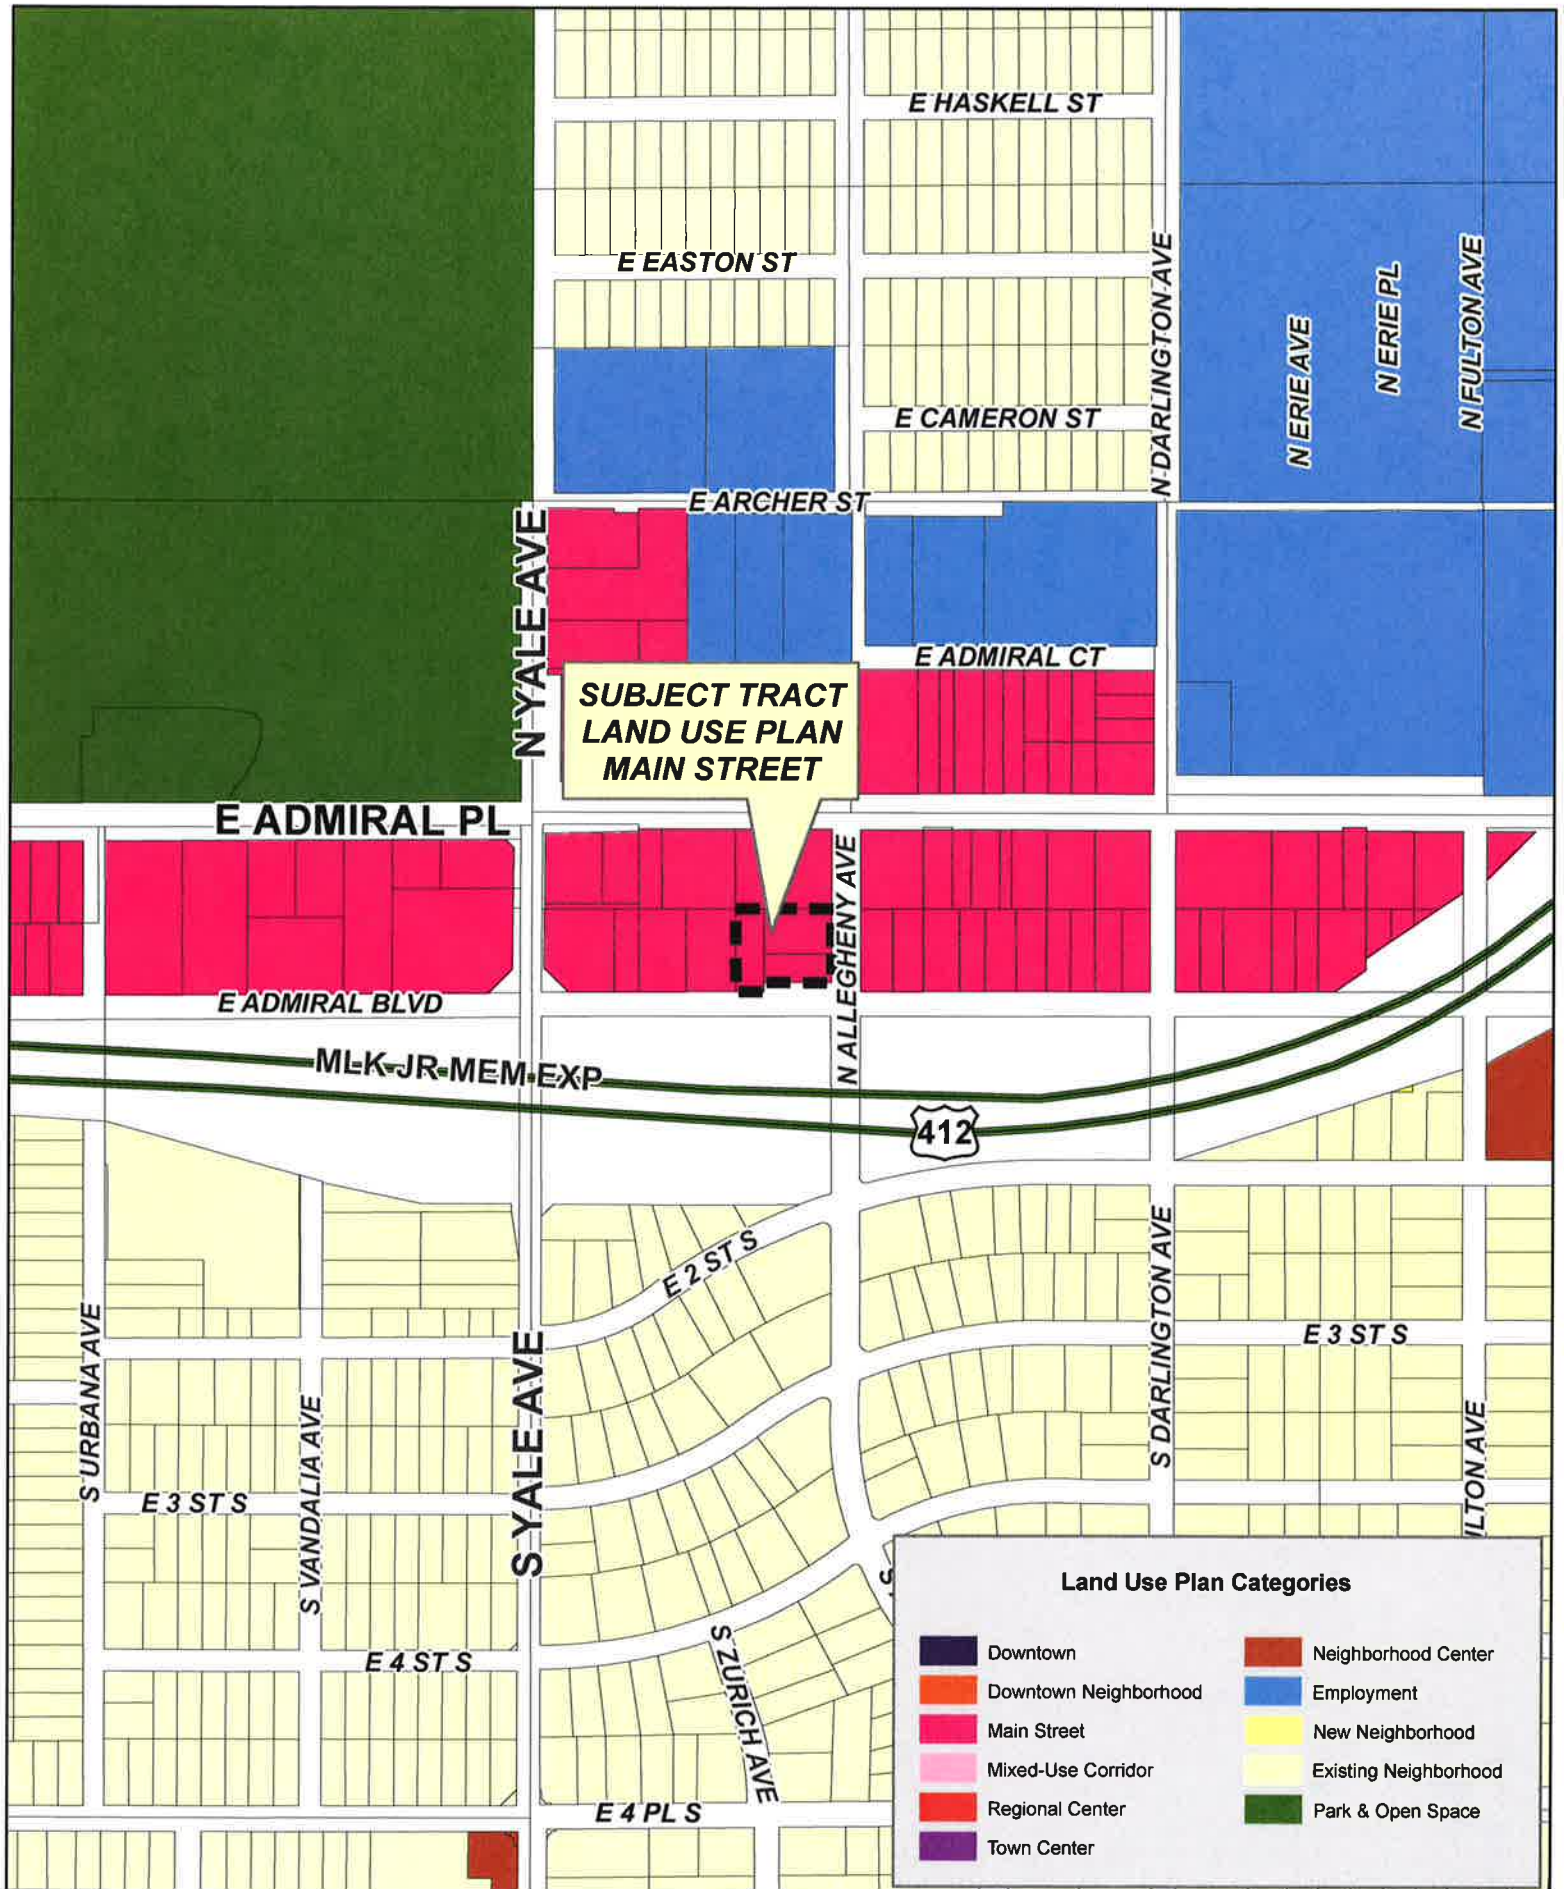 E HASKELL ST
E EASTON ST
N DARLINGTON AVE
N ERIE AVE
N ERIE PL
N FULTON AVE
E CAMERON ST
E ARCHER ST
N YALE AVE
E ADMIRAL CT
SUBJECT TRACT
LAND USE PLAN
MAIN STREET
E ADMIRAL PL
N ALLEGHENY AVE
E ADMIRAL BLVD
MLK JR MEM EXP
412
E 2 ST S
S URBANA AVE
S DARLINGTON AVE
E 3 ST S
S YALE AVE
S VANDALIA AVE
ILTON AVE
E 3 ST S
S
E 4 ST S
S ZURICH AVE
E 4 PL S
Land Use Plan Categories
Downtown
Downtown Neighborhood
Main Street
Mixed-Use Corridor
Regional Center
Town Center
Neighborhood Center
Employment
New Neighborhood
Existing Neighborhood
Park & Open Space